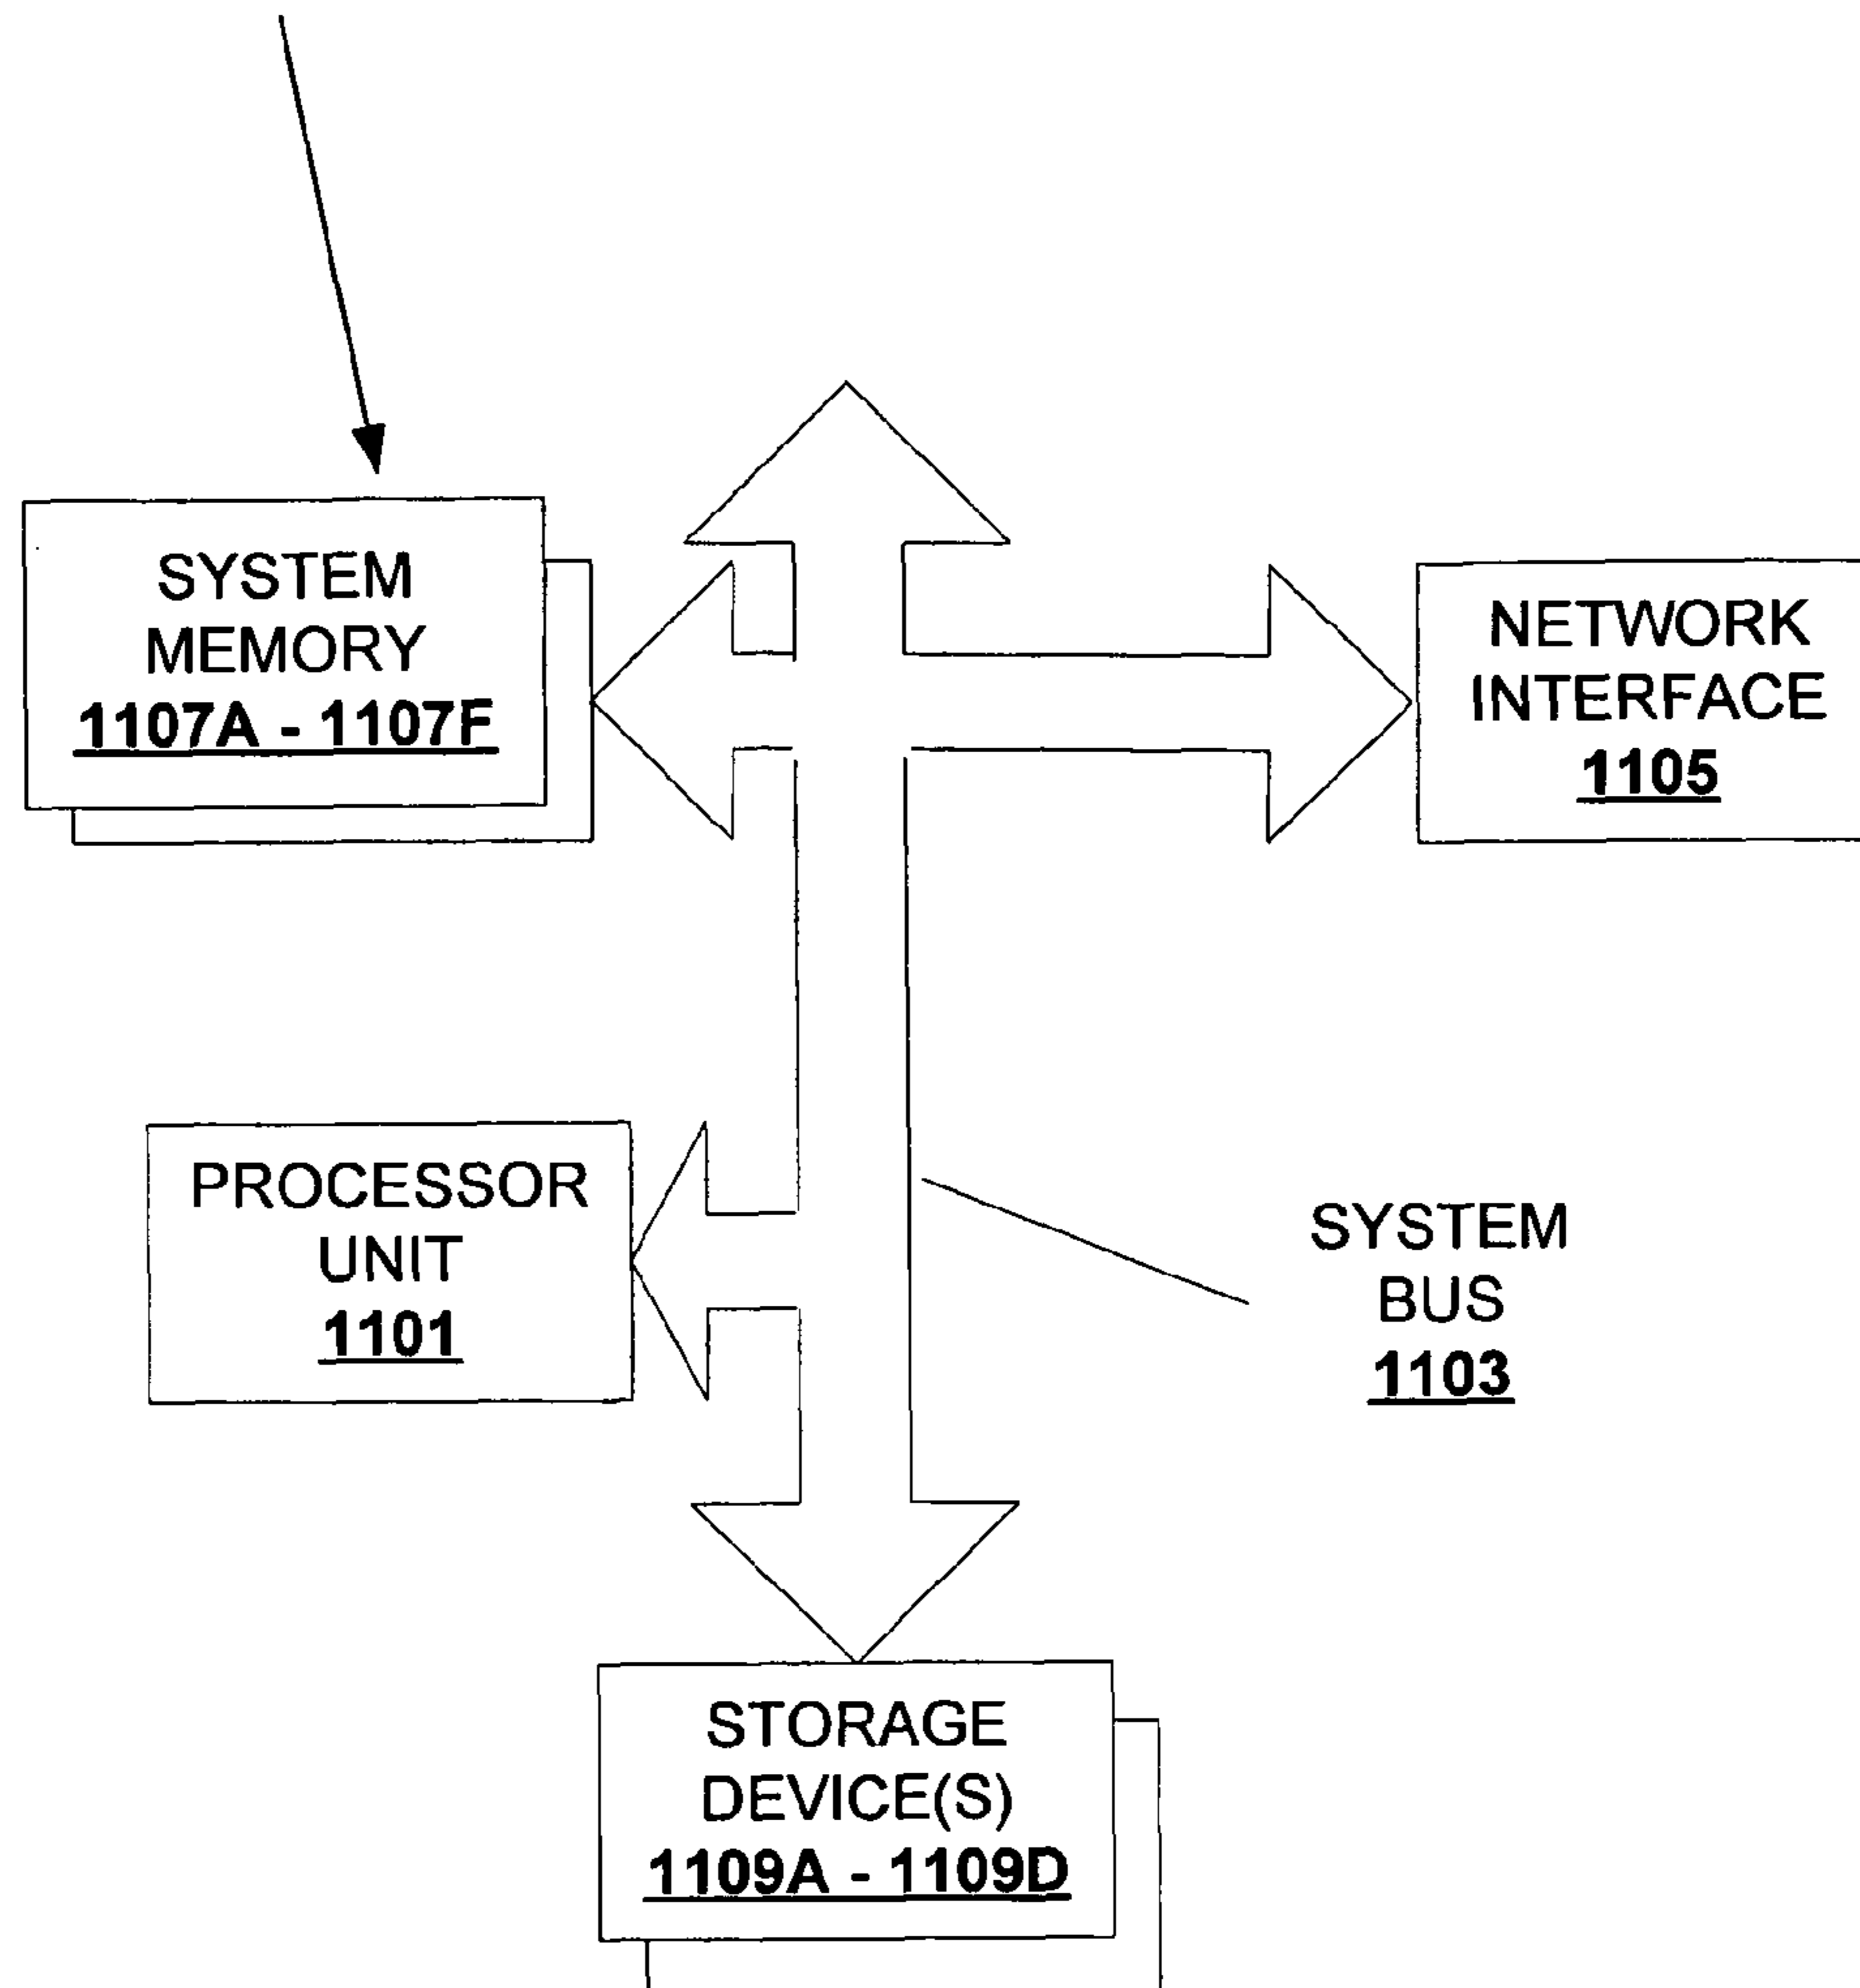 SYSTEM
MEMORY
1107A - 1107F
NETWORK
INTERFACE
1105
PROCESSOR
UNIT
1101
SYSTEM
BUS
1103
STORAGE
DEVICE(S)
1109A - 1109D